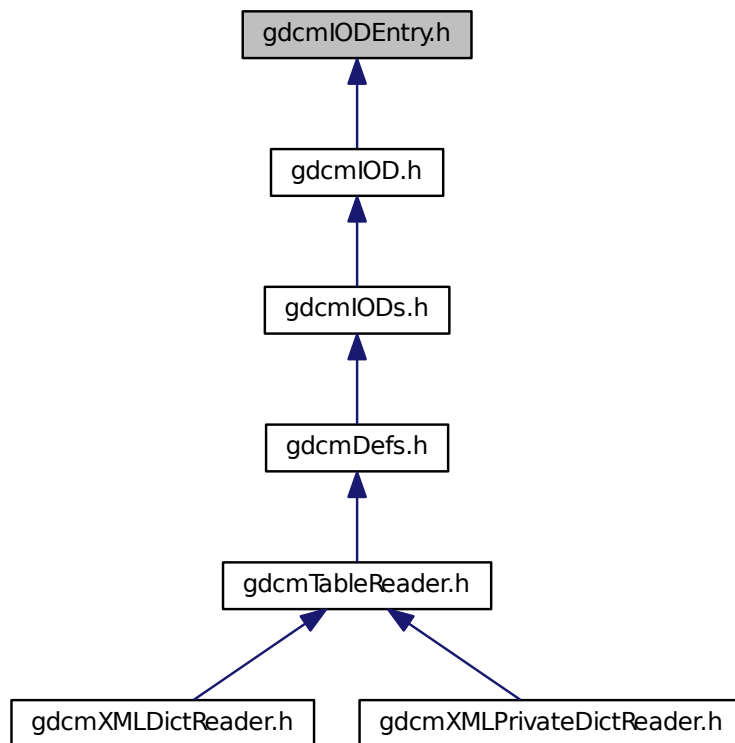 gdcmIODEntry.h
gdcmIOD.h
gdcmIODs.h
gdcmDefs.h
gdcmTableReader.h
gdcmXMLDictReader.h
gdcmXMLPrivateDictReader.h